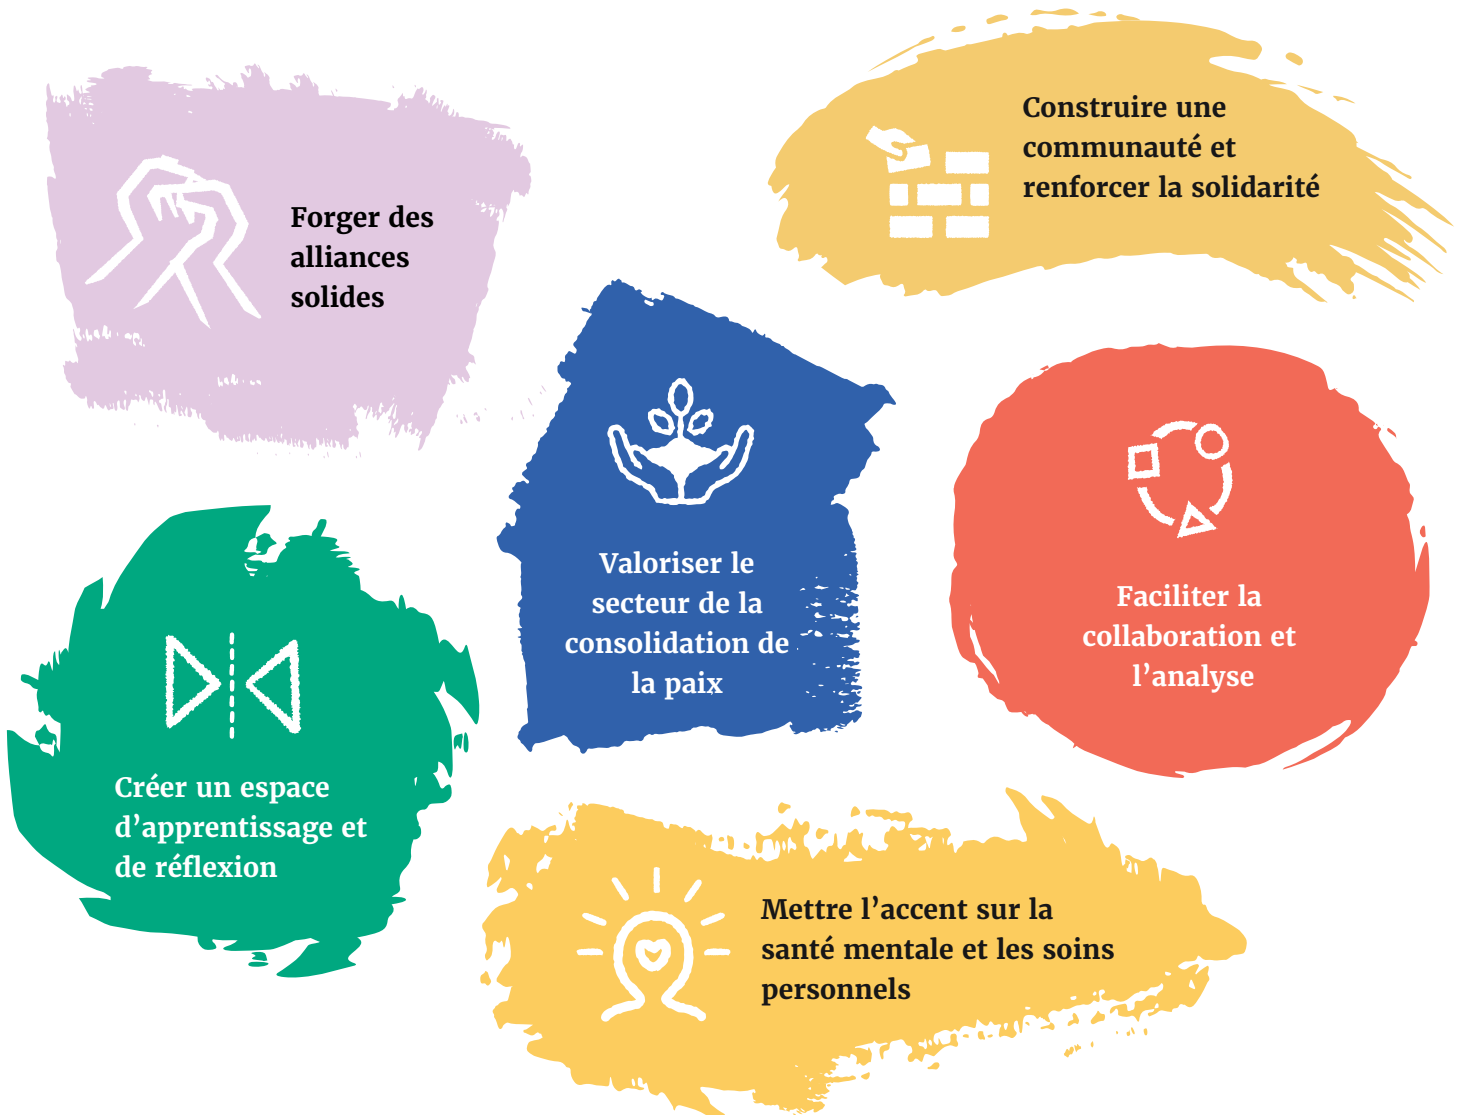 Forger des
alliances
solides
Construire une
communauté et
renforcer la solidarité
Valoriser le
secteur de la
consolidation de
la paix
Faciliter la
collaboration et
l’analyse
Créer un espace
d’apprentissage et
de réflexion
Mettre l’accent sur la
santé mentale et les soins
personnels